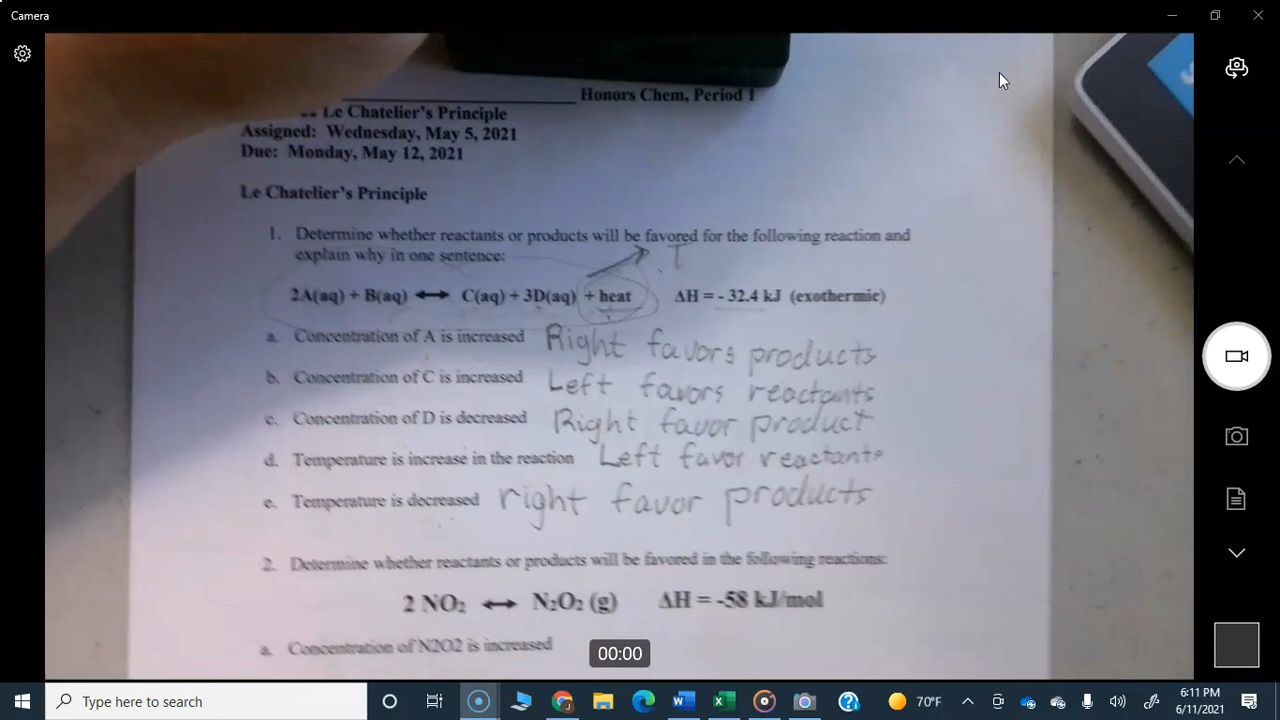 Camera
Honors Chem, Period 1
Le Chatelier's Principle
Assigned: Wednesday, May 5, 2021
Due: Monday, May 12, 2021
Le Chatelier's Principle
1. Determine whether reactants or products will be favored for the following reaction and
explain why in one sentence:
T
2A(aq) + B(aq) ↔ C(aq) + 3D(aq) + heat ΔH = - 32.4 kJ (exothermic)
a. Concentration of A is increased Right favors products
b. Concentration of C is increased Left favors reactants
c. Concentration of D is decreased Right favor product
d. Temperature is increase in the reaction Left favor reactants
e. Temperature is decreased right favor products
2. Determine whether reactants or products will be favored in the following reactions:
2 NO₂ ↔ N₂O₂ (g) ΔH = -58 kJ/mol
a. Concentration of N2O2 is increased
00:00
Type here to search
70°F
6:11 PM
6/11/2021